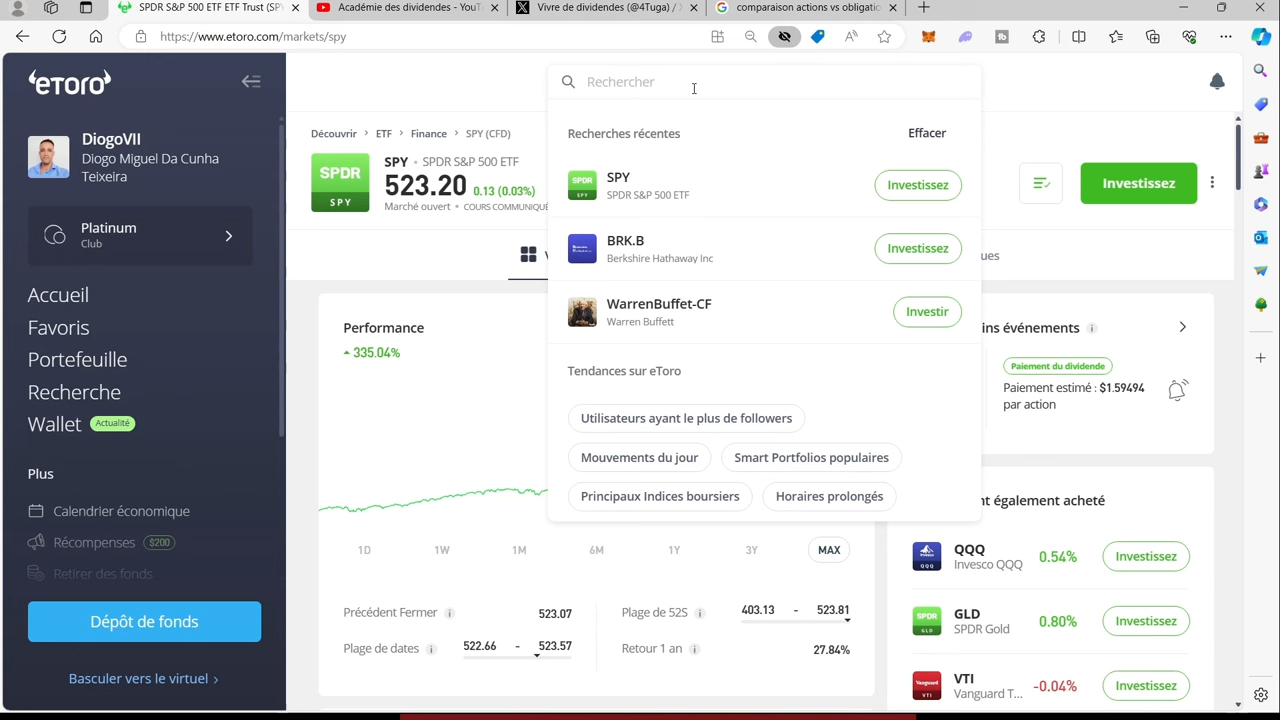 SPDR S&P 500 ETF ETF Trust (SP
Académie des dividendes - YouT
Vivre de dividendes (@4Tuga) /
comparaison actions vs obligatio
https://www.etoro.com/markets/spy
eToro
Rechercher
DiogoVII
Diogo Miguel Da Cunha
Teixeira
Platinum
Club
Accueil
Favoris
Portefeuille
Recherche
Wallet Actualité
Plus
Calendrier économique
Récompenses $200
Retirer des fonds
Dépôt de fonds
Basculer vers le virtuel ›
Découvrir › ETF › Finance › SPY (CFD)
SPDR
SPY
SPY • SPDR S&P 500 ETF
523.20 0.13 (0.03%)
Marché ouvert • COURS COMMUNIQUÉ
Investissez
Recherches récentes
Effacer
SPY
SPDR S&P 500 ETF
Investissez
BRK.B
Berkshire Hathaway Inc
Investissez
WarrenBuffet-CF
Warren Buffett
Investir
Tendances sur eToro
Utilisateurs ayant le plus de followers
Mouvements du jour
Smart Portfolios populaires
Principaux Indices boursiers
Horaires prolongés
ques
Performance
335.04%
1D 1W 1M 6M 1Y 3Y MAX
Précédent Fermer 523.07
Plage de dates 522.66 - 523.57
Plage de 52S 403.13 - 523.81
Retour 1 an 27.84%
ins événements
Paiement du dividende
Paiement estimé : $1.59494
par action
t également acheté
QQQ
Invesco QQQ
0.54%
Investissez
GLD
SPDR Gold
0.80%
Investissez
VTI
Vanguard T...
-0.04%
Investissez